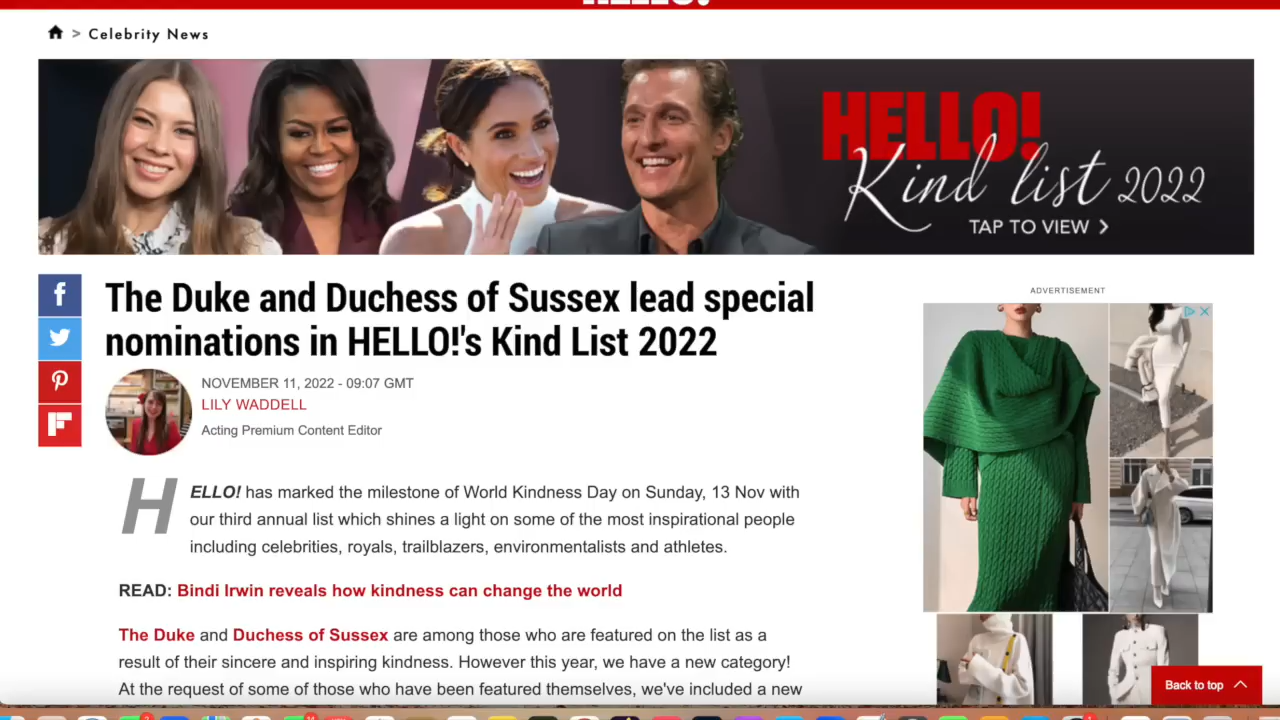 HELLO!
> Celebrity News
HELLO!
Kind list 2022
TAP TO VIEW >
The Duke and Duchess of Sussex lead special
nominations in HELLO!'s Kind List 2022
NOVEMBER 11, 2022 - 09:07 GMT
LILY WADDELL
Acting Premium Content Editor
HELLO! has marked the milestone of World Kindness Day on Sunday, 13 Nov with
our third annual list which shines a light on some of the most inspirational people
including celebrities, royals, trailblazers, environmentalists and athletes.
READ: Bindi Irwin reveals how kindness can change the world
The Duke and Duchess of Sussex are among those who are featured on the list as a
result of their sincere and inspiring kindness. However this year, we have a new category!
At the request of some of those who have been featured themselves, we've included a new
ADVERTISEMENT
Back to top